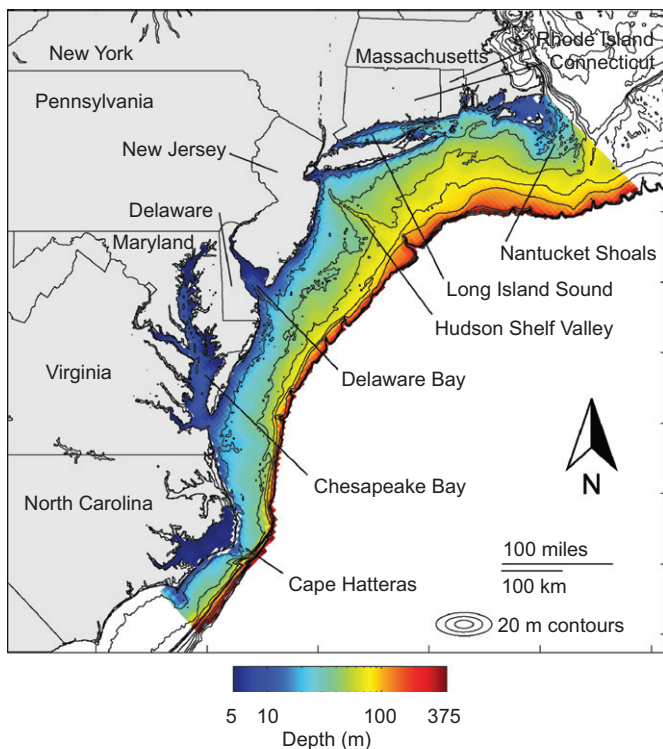 New York
Massachusetts
Rhode Island
Connecticut
Pennsylvania
New Jersey
Delaware
Maryland
Nantucket Shoals
Long Island Sound
Hudson Shelf Valley
Virginia
Delaware Bay
N
Chesapeake Bay
North Carolina
100 miles
100 km
Cape Hatteras
20 m contours
5 10 100 375
Depth (m)